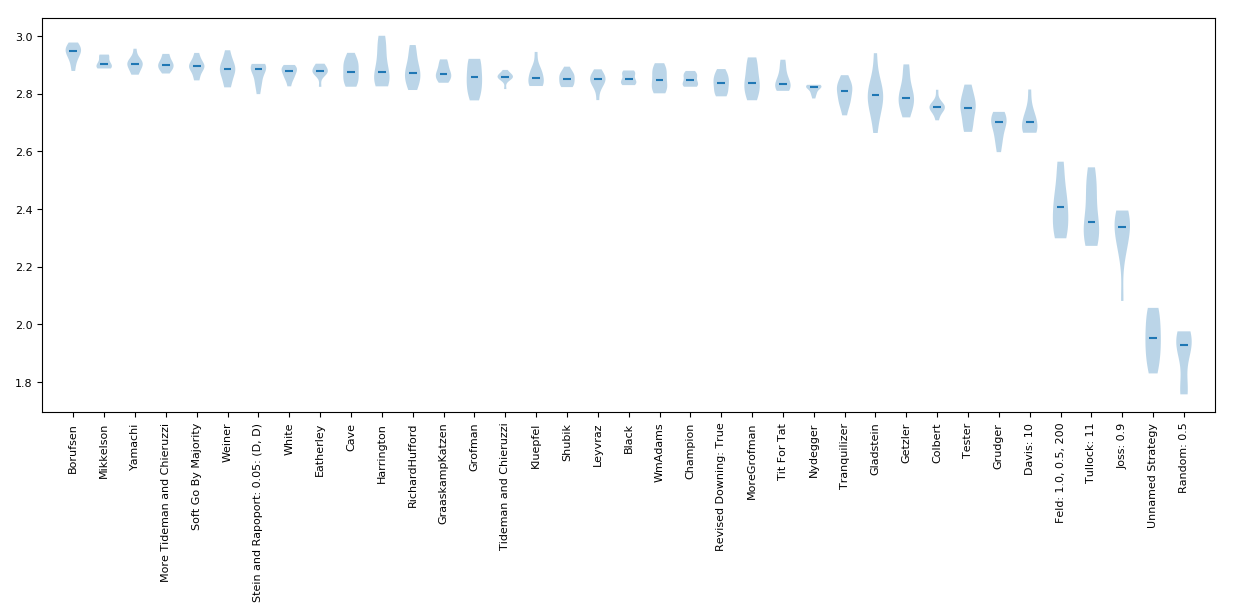 3.0
2.8
2.6
2.4
2.2
2.0
1.8
Borufsen
Mikkelson
Yamachi
More Tideman and Chieruzzi
Soft Go By Majority
Weiner
Stein and Rapoport: 0.05: (D, D)
White
Eatherley
Cave
Harrington
RichardHufford
GraaskampKatzen
Grofman
Tideman and Chieruzzi
Kluepfel
Shubik
Leyvraz
Black
WmAdams
Champion
Revised Downing: True
MoreGrofman
Tit For Tat
Nydegger
Tranquilizer
Gladstein
Getzler
Colbert
Tester
Grudger
Davis: 10
Feld: 1.0, 0.5, 200
Tullock: 11
Joss: 0.9
Unnamed Strategy
Random: 0.5